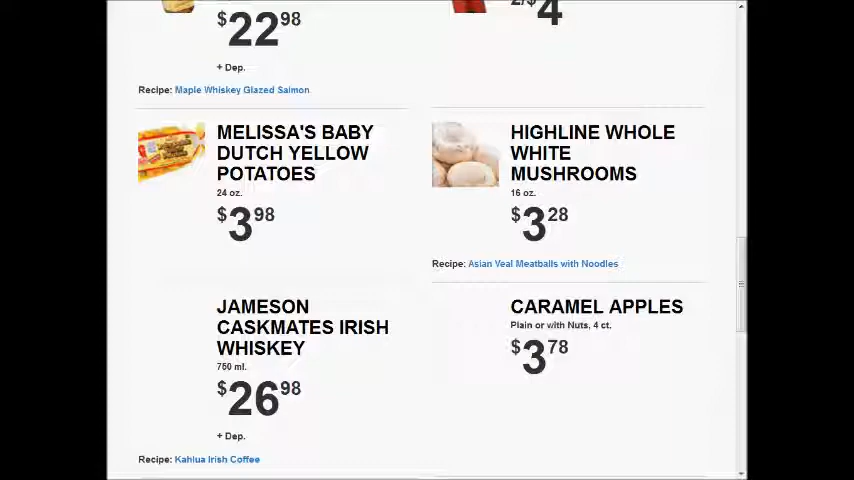 $22 98
+ Dep.
Recipe: Maple Whiskey Glazed Salmon
2/$4
MELISSA'S BABY
DUTCH YELLOW
POTATOES
24 oz.
$3 98
HIGHLINE WHOLE
WHITE
MUSHROOMS
16 oz.
$3 28
Recipe: Asian Veal Meatballs with Noodles
JAMESON
CASKMATES IRISH
WHISKEY
750 ml.
$26 98
+ Dep.
Recipe: Kahlua Irish Coffee
CARAMEL APPLES
Plain or with Nuts, 4 ct.
$3 78